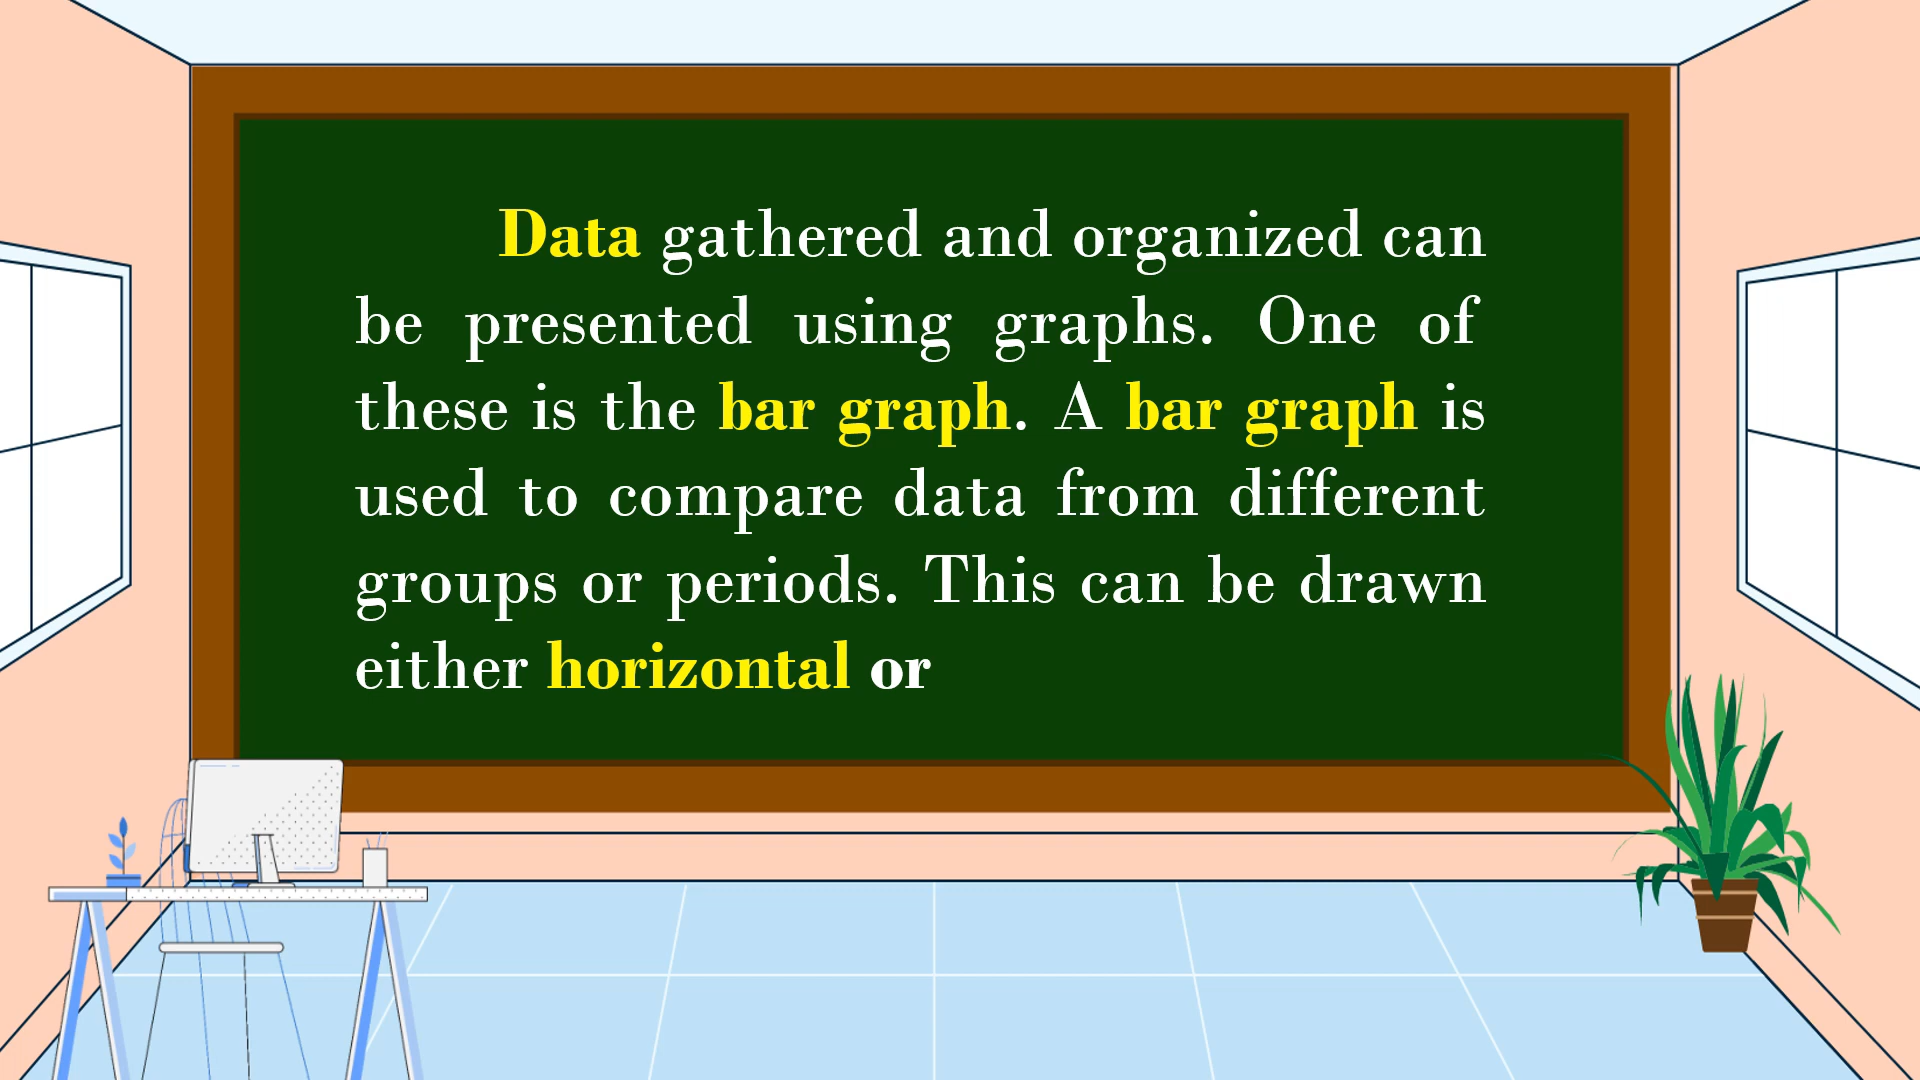 Data gathered and organized can
be presented using graphs. One of
these is the bar graph. A bar graph is
used to compare data from different
groups or periods. This can be drawn
either horizontal or